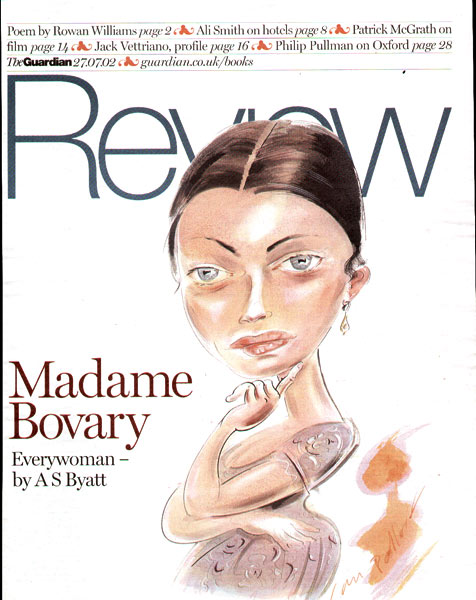 Poem by Rowan Williams page 2 Ali Smith on hotels page 8 Patrick McGrath on
film page 14 Jack Vettriano, profile page 16 Philip Pullman on Oxford page 28
TheGuardian 27.07.02 guardian.co.uk/books
Review
Madame
Bovary
Everywoman –
by A S Byatt